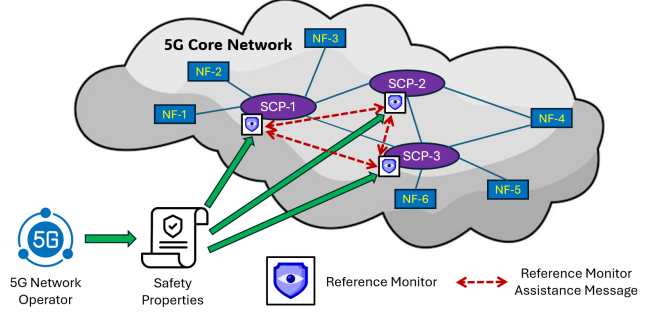 5G Core Network
NF-3
NF-2
SCP-2
SCP-1
NF-1
NF-4
SCP-3
NF-5
NF-6
5G
5G Network
Operator
Safety
Properties
Reference Monitor
Reference Monitor
Assistance Message